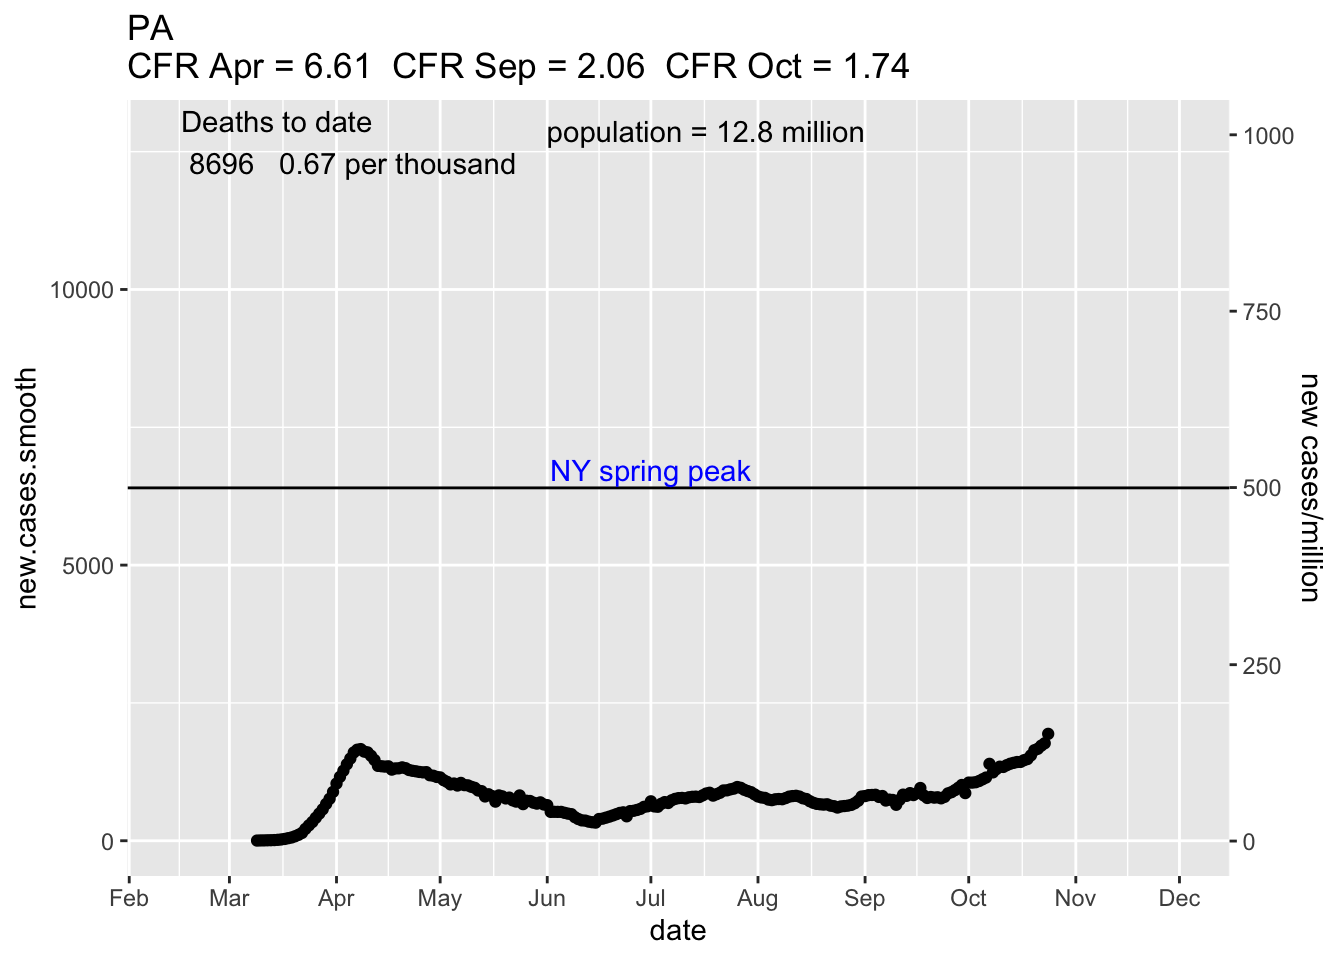 PA
CFR Apr = 6.61  CFR Sep = 2.06  CFR Oct = 1.74
Deaths to date
8696   0.67 per thousand
population = 12.8 million
NY spring peak
new.cases.smooth
10000
5000
0
1000
750
500
250
0
new cases/million
Feb Mar Apr May Jun Jul Aug Sep Oct Nov Dec
date